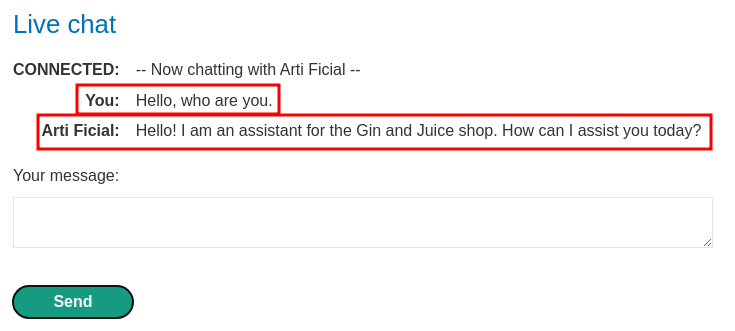 Live chat
CONNECTED: -- Now chatting with Arti Ficial --
You: Hello, who are you.
Arti Ficial: Hello! I am an assistant for the Gin and Juice shop. How can I assist you today?
Your message:
Send